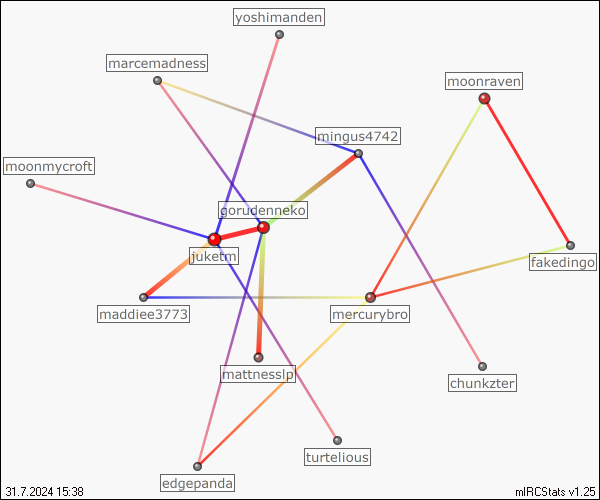 yoshimanden
marcemadness
moonraven
mingus4742
moonmycroft
gorudenneko
juketm
fakedingo
maddiee3773
mercurybro
mattnesslp
chunkzter
turtelious
edgepanda
31.7.2024 15:38
mIRCStats v1.25